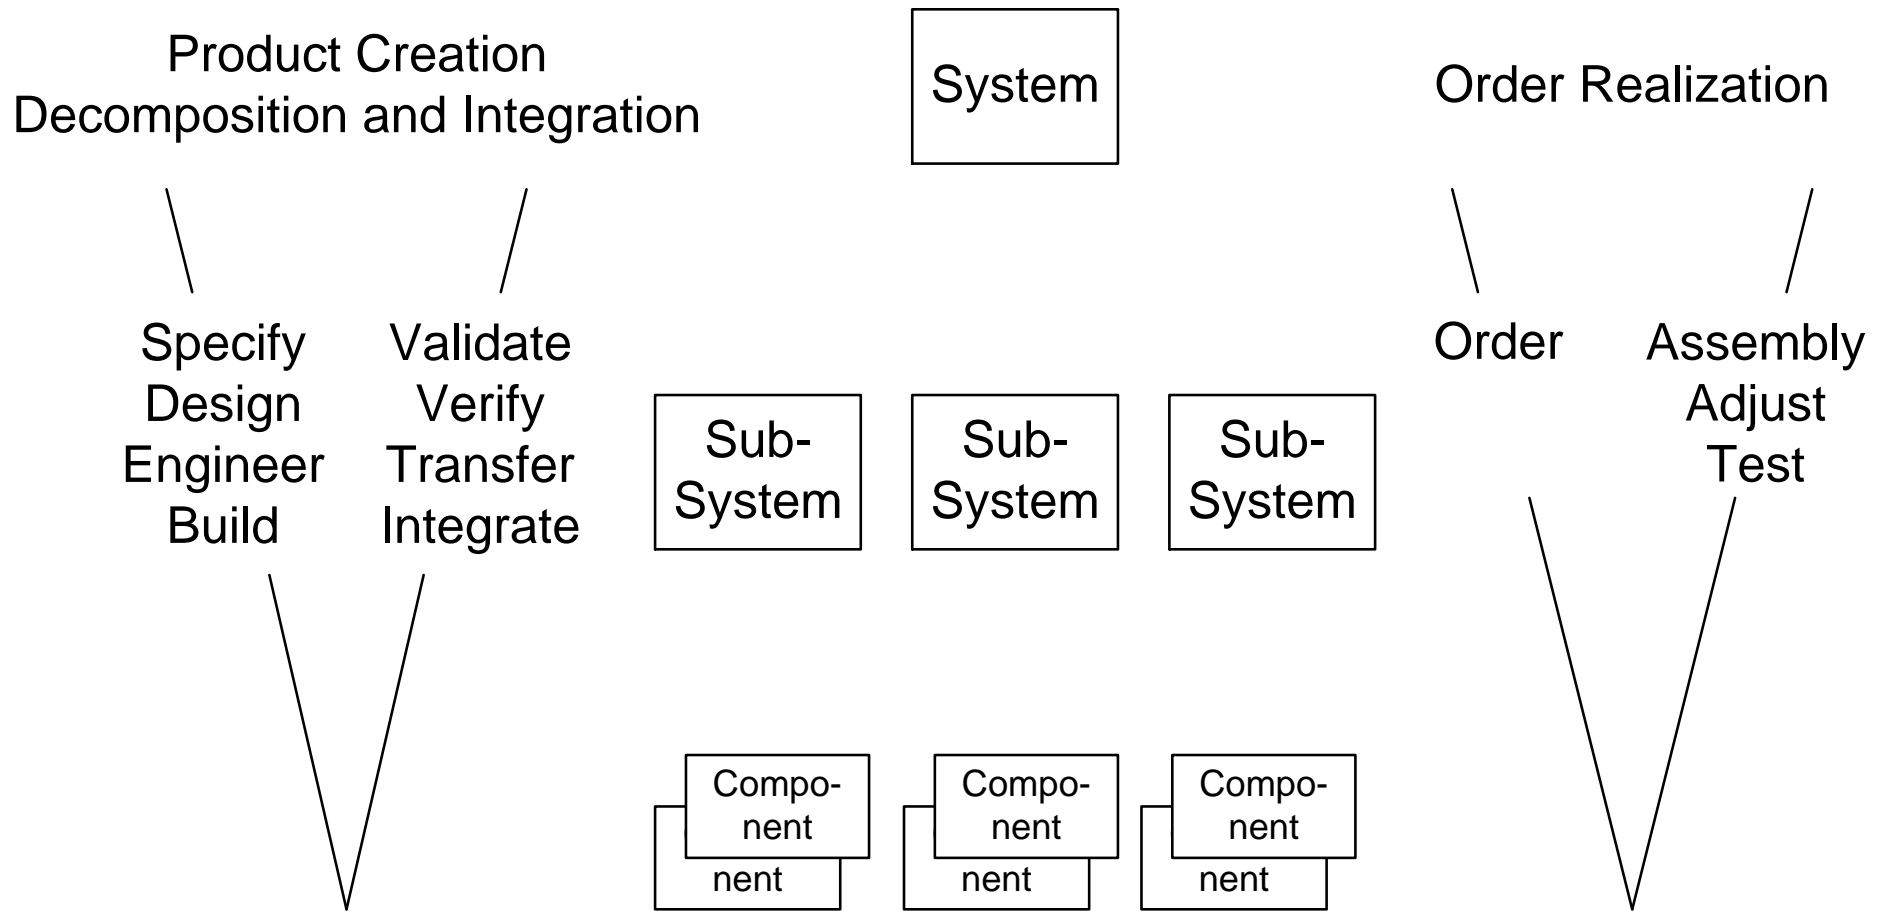 Product Creation
Decomposition and Integration
Specify
Design
Engineer
Build
Validate
Verify
Transfer
Integrate
System
Sub-
System
Sub-
System
Sub-
System
Compo-
nent
nent
Compo-
nent
nent
Compo-
nent
nent
Order Realization
Order
Assembly
Adjust
Test